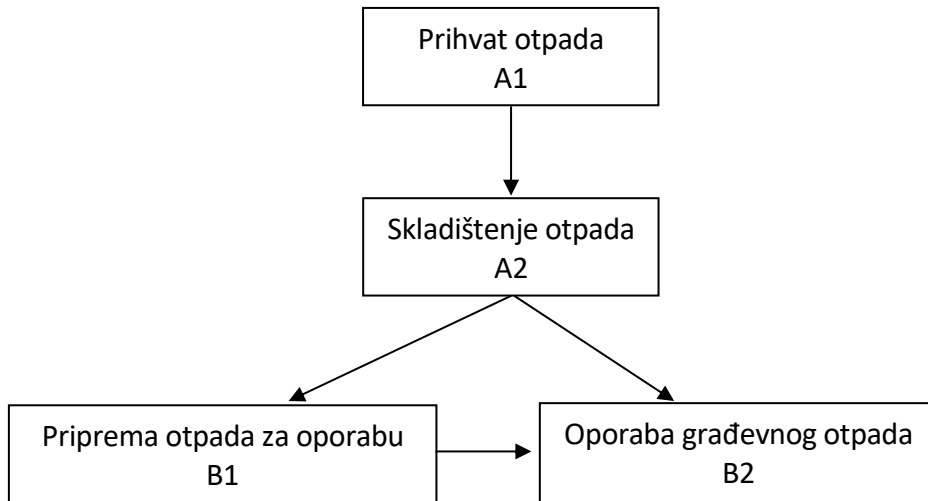 Prihvat otpada
A1
Skladištenje otpada
A2
Priprema otpada za oporabu
B1
Oporaba građevnog otpada
B2